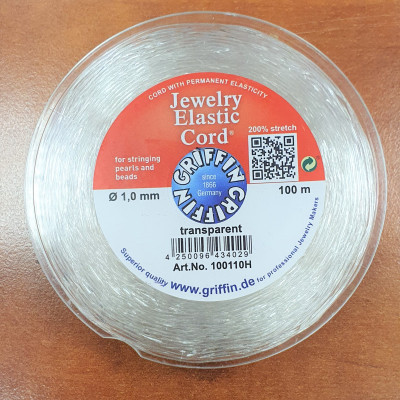 CORD WITH PERMANENT ELASTICITY
Jewelry
Elastic
Cord®
200% stretch
for stringing
pearls and
beads
GRIFFIN
since
1866
Germany
GRIFFIN
Ø 1,0 mm
100 m
transparent
4 250096 434029
Art.No. 100110H
www.griffin.de
Superior quality
for professional Jewelry Makers